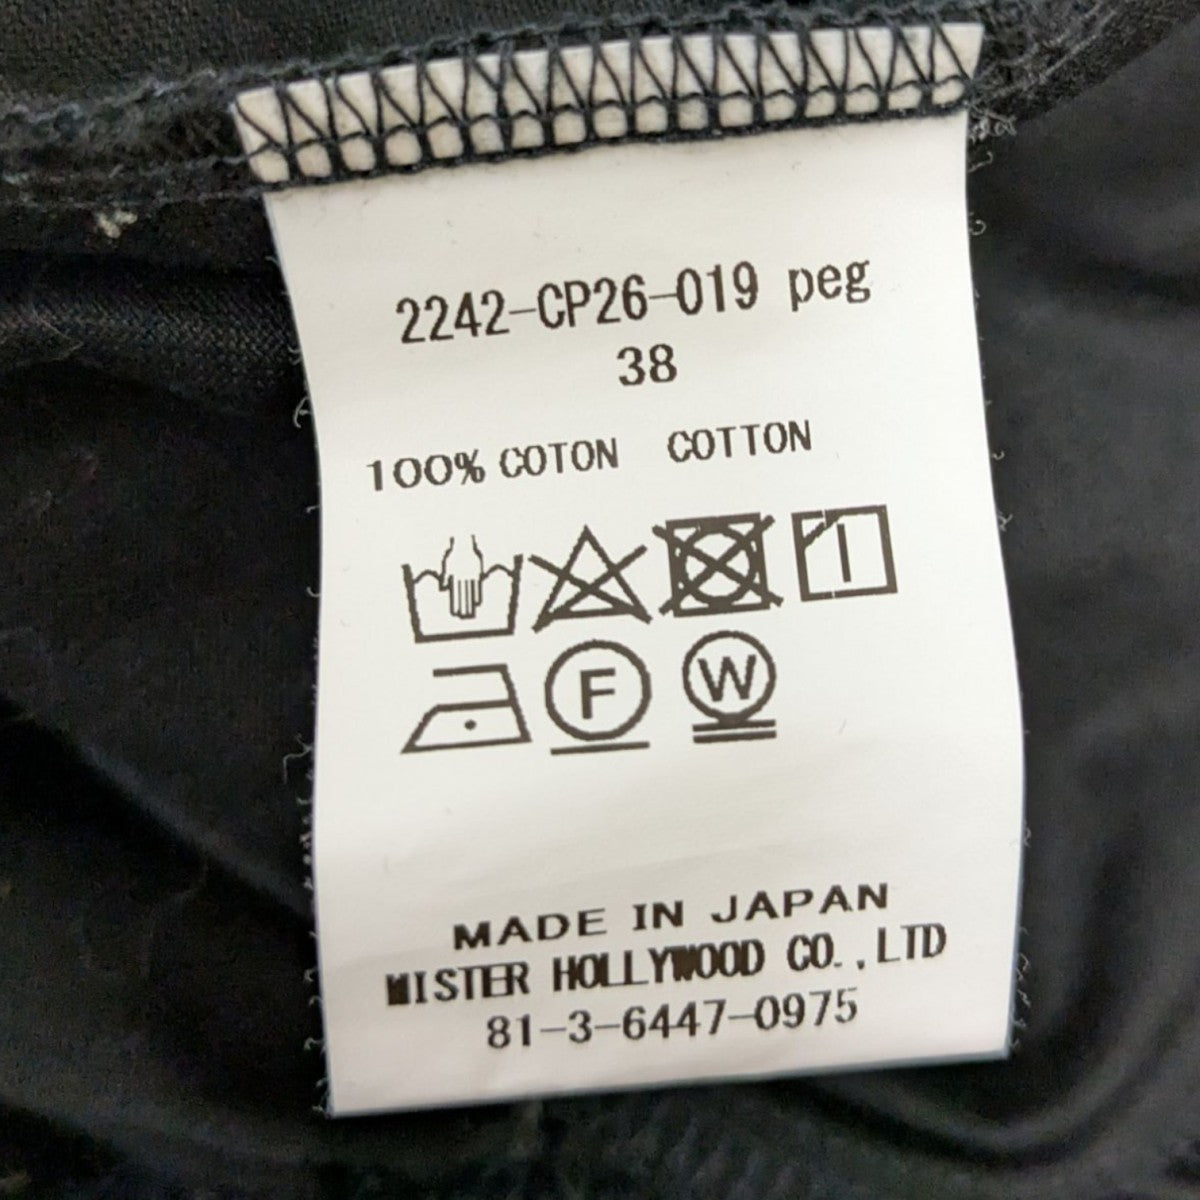 2242-CP26-019 peg
38
100% COTON COTTON
F W
MADE IN JAPAN
MISTER HOLLYWOOD CO.,LTD
81-3-6447-0975